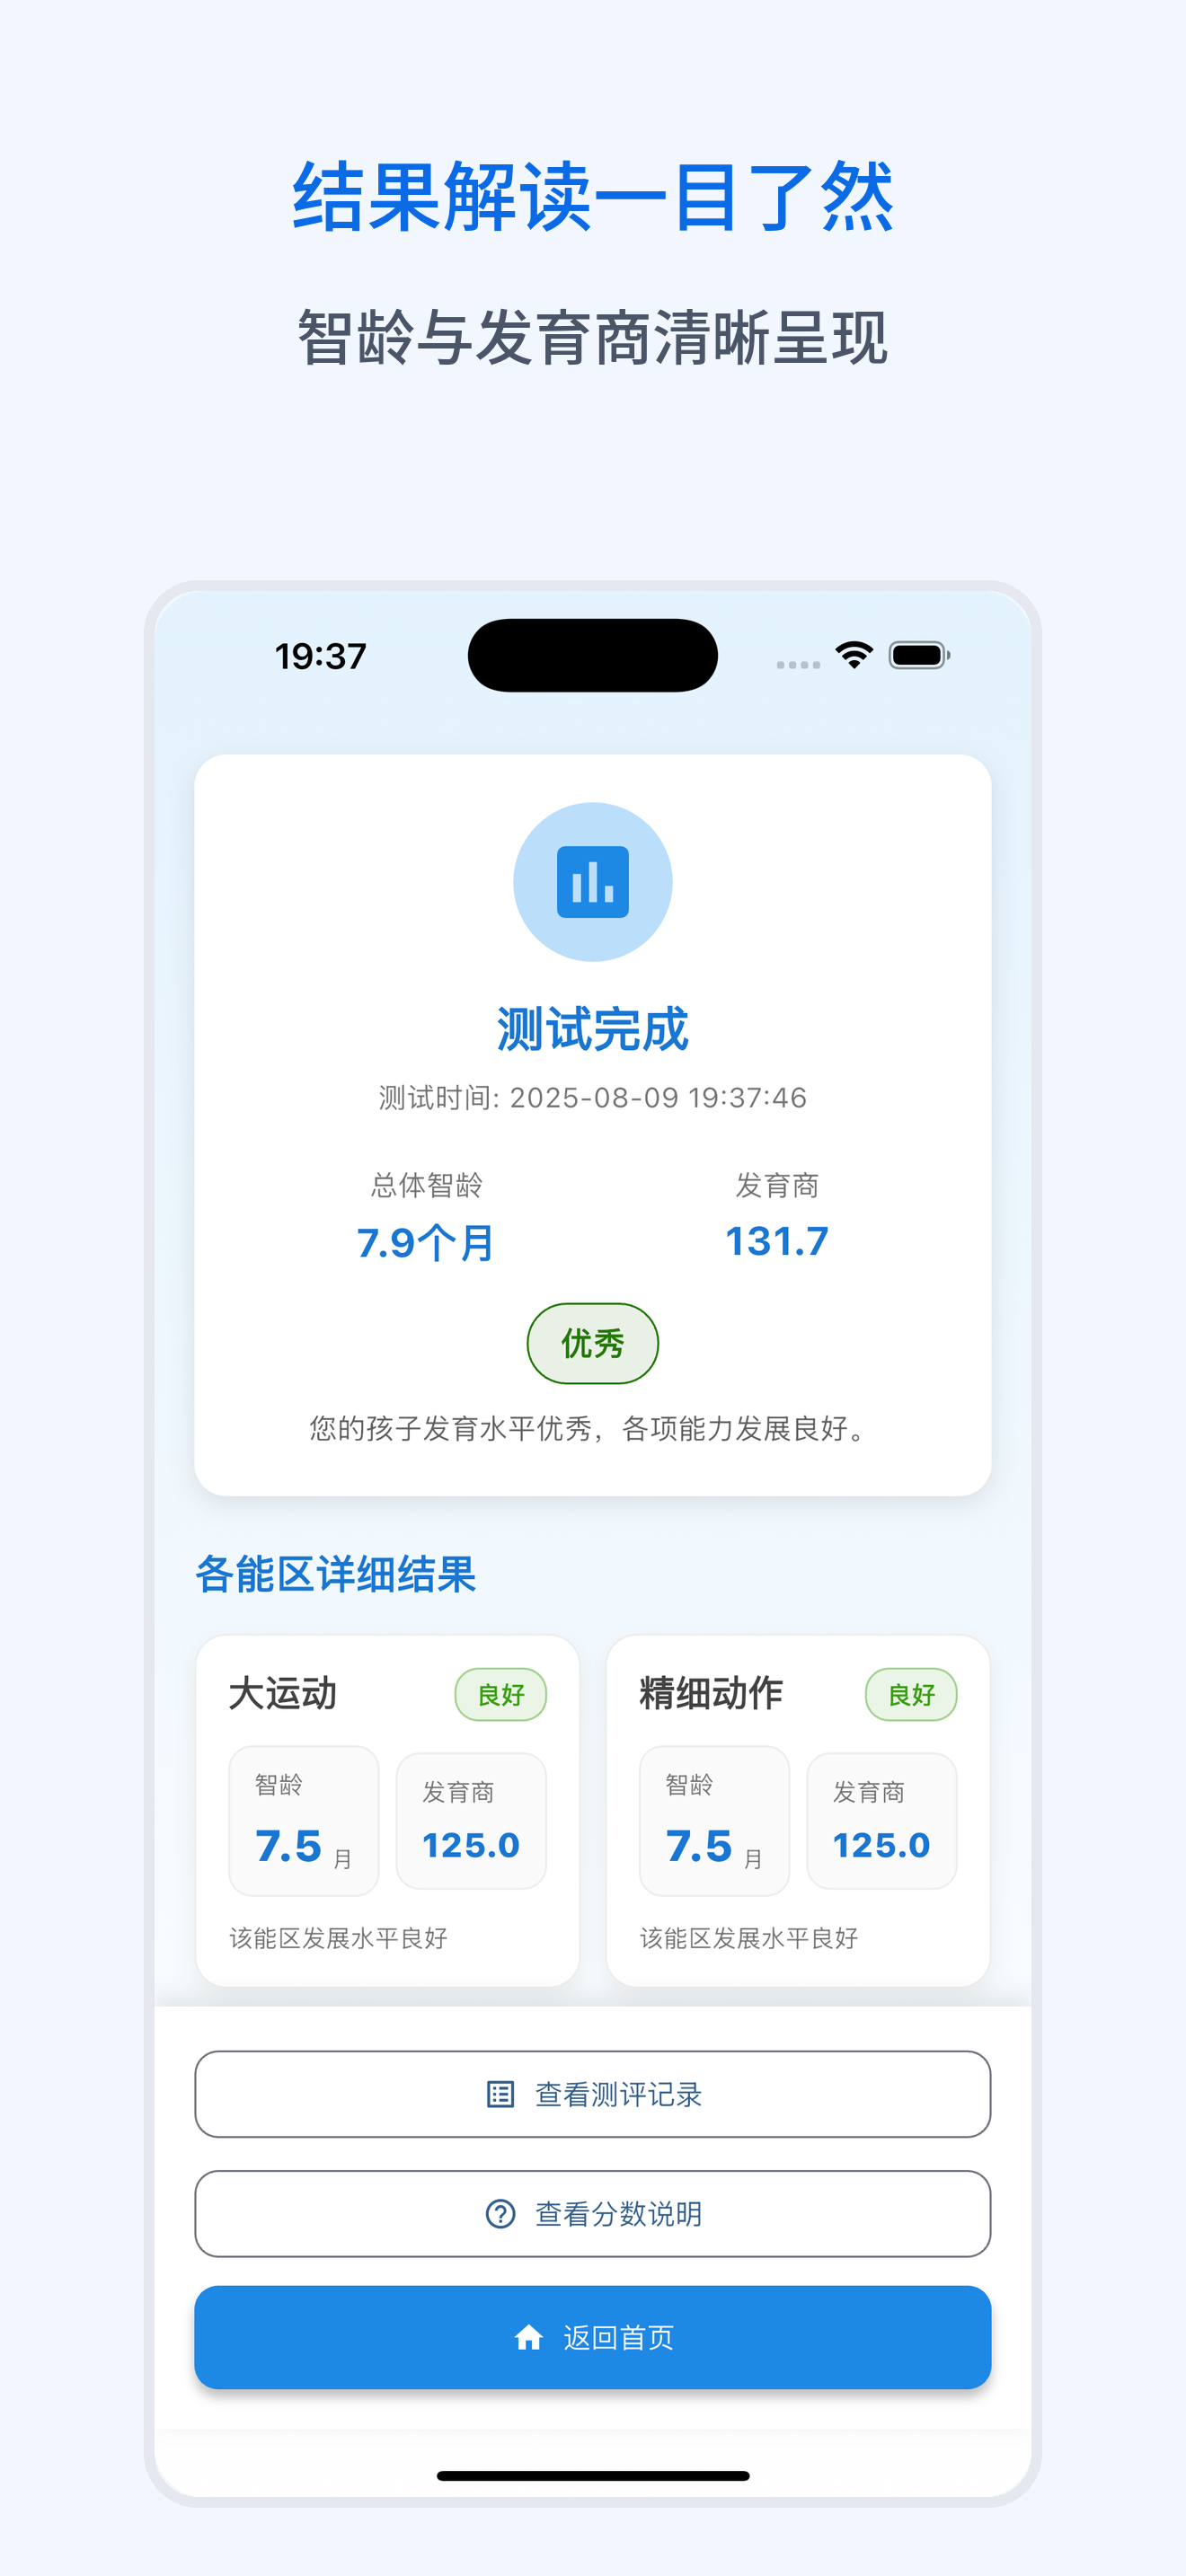 结果解读一目了然
智龄与发育商清晰呈现
19:37
测试完成
测试时间: 2025-08-09 19:37:46
总体智龄 发育商
7.9个月 131.7
优秀
您的孩子发育水平优秀，各项能力发展良好。
各能区详细结果
大运动 良好
智龄 发育商
7.5 月 125.0
该能区发展水平良好
精细动作 良好
智龄 发育商
7.5 月 125.0
该能区发展水平良好
查看测评记录
查看分数说明
返回首页